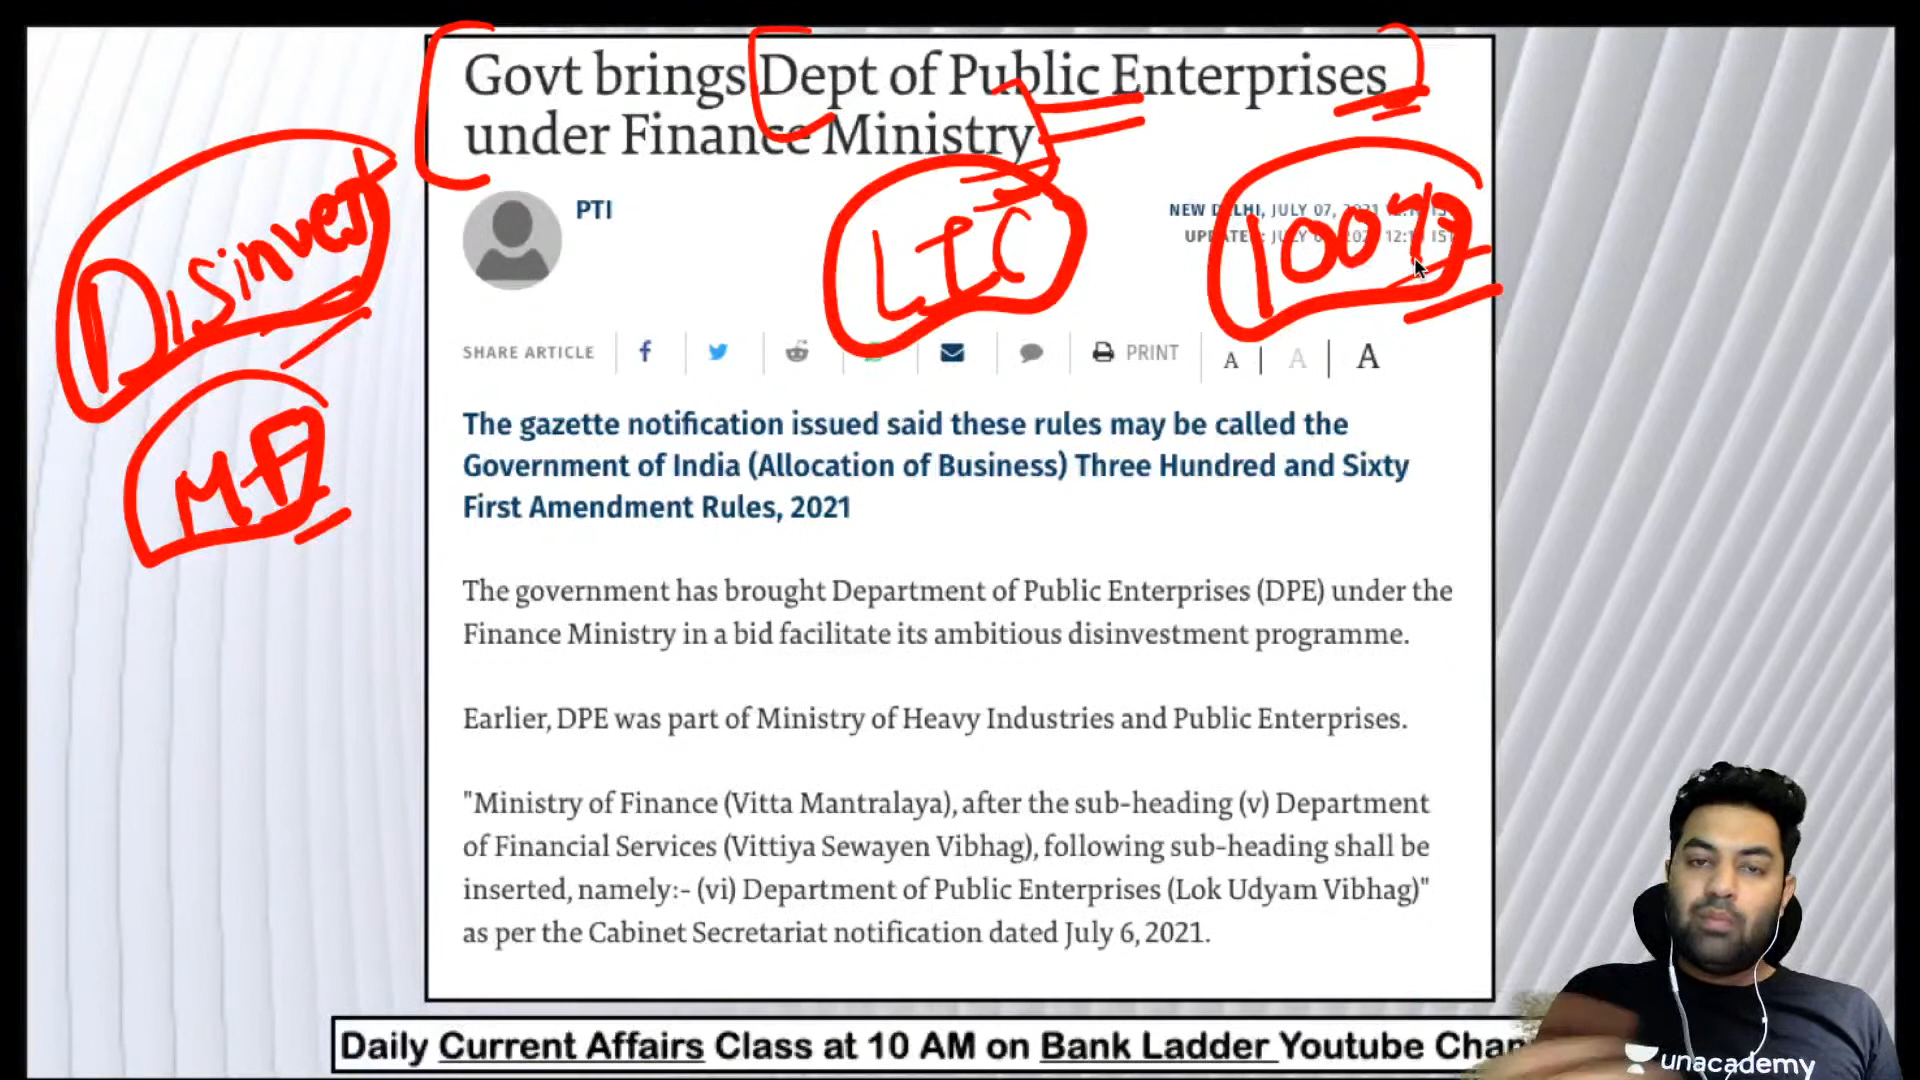 Govt brings Dept of Public Enterprises
under Finance Ministry
Disinvest
M.F
PTI
LIC
100%
NEW DELHI, JULY 07, 2021
SHARE ARTICLE
PRINT
A | A | A
The gazette notification issued said these rules may be called the
Government of India (Allocation of Business) Three Hundred and Sixty
First Amendment Rules, 2021
The government has brought Department of Public Enterprises (DPE) under the
Finance Ministry in a bid facilitate its ambitious disinvestment programme.
Earlier, DPE was part of Ministry of Heavy Industries and Public Enterprises.
"Ministry of Finance (Vitta Mantralaya), after the sub-heading (v) Department
of Financial Services (Vittiya Sewayen Vibhag), following sub-heading shall be
inserted, namely:- (vi) Department of Public Enterprises (Lok Udyam Vibhag)"
as per the Cabinet Secretariat notification dated July 6, 2021.
Daily Current Affairs Class at 10 AM on Bank Ladder Youtube Chan
unacademy